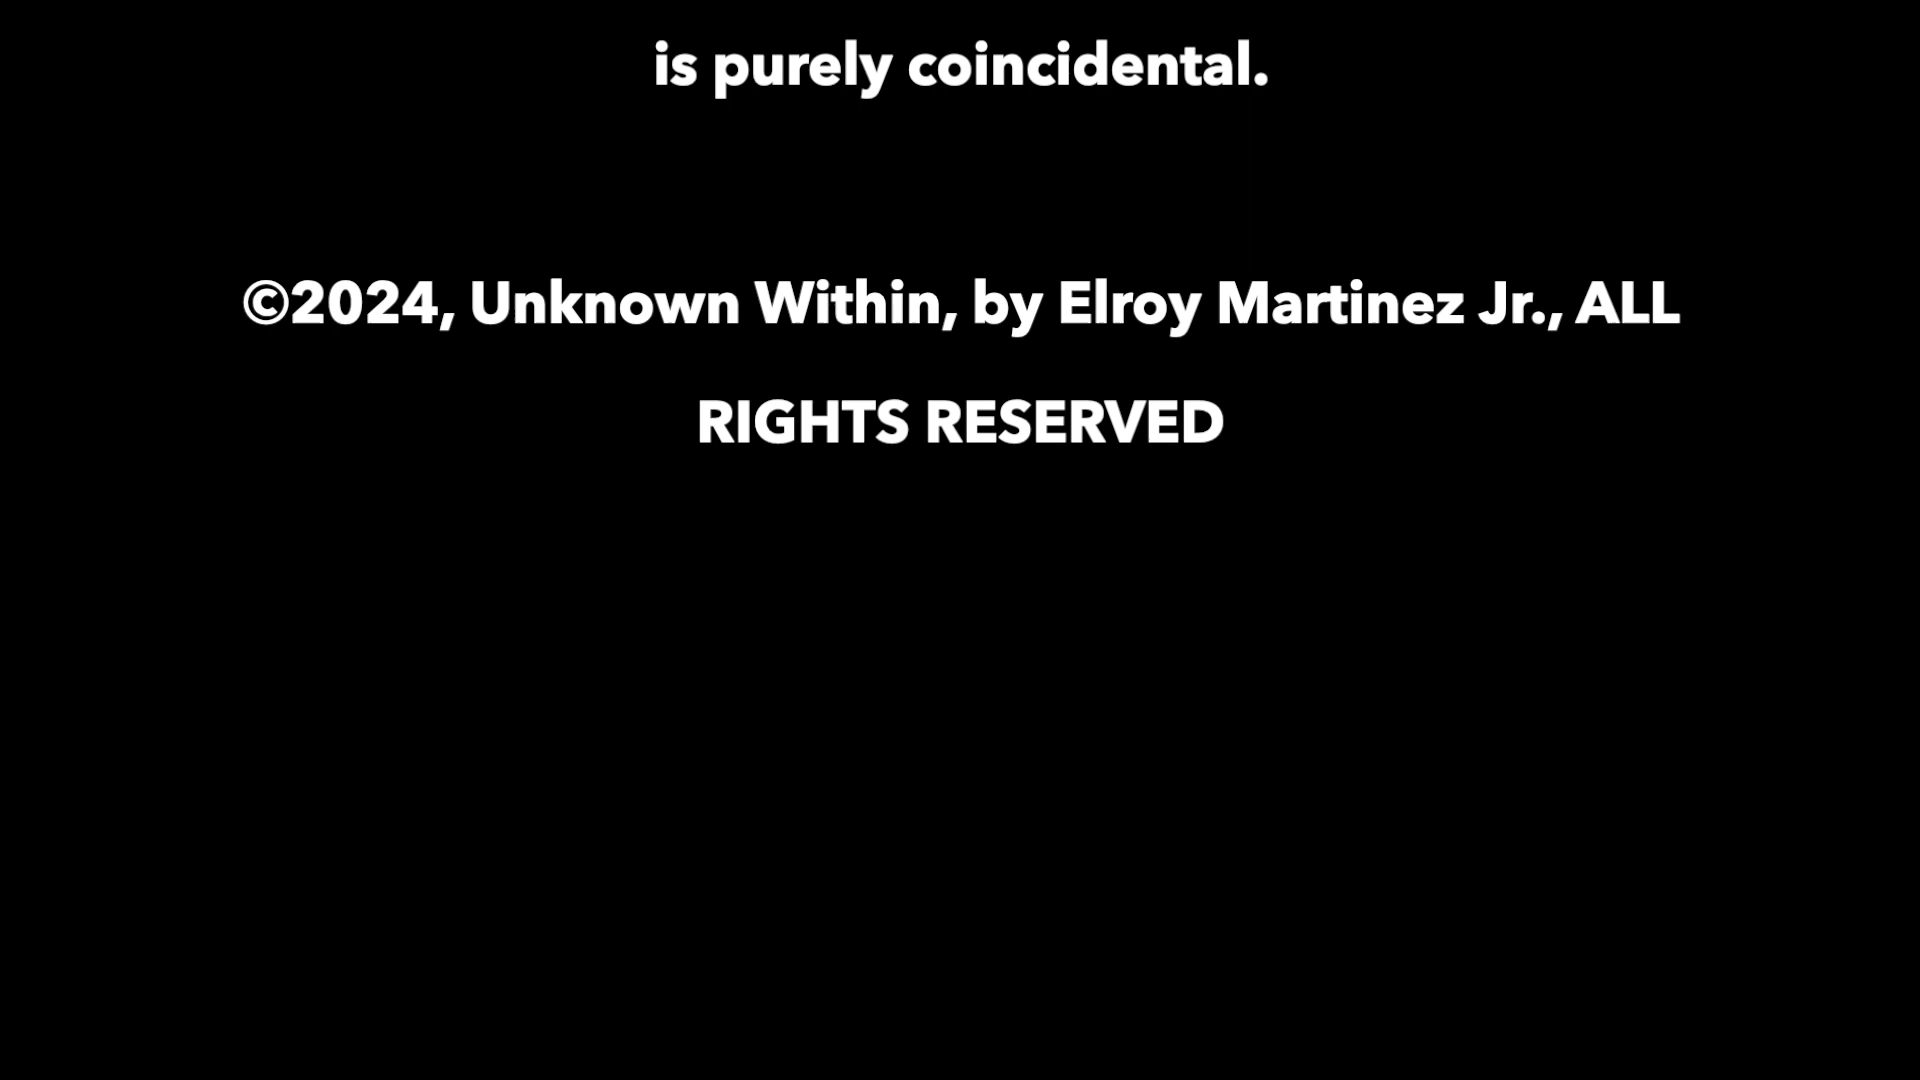 is purely coincidental.
©2024, Unknown Within, by Elroy Martinez Jr., ALL
RIGHTS RESERVED